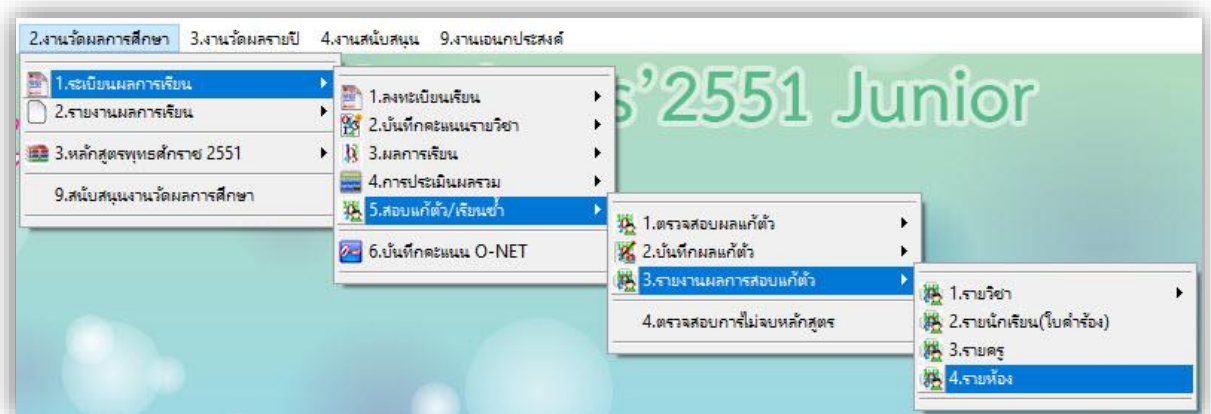 2.งานวัดผลการศึกษา 3.งานวัดผลรายปี 4.งานสนับสนุน 9.งานเอนกประสงค์
1.ระเบียนผลการเรียน
2.รายงานผลการเรียน
3.หลักสูตรพุทธศักราช 2551
9.สนับสนุนงานวัดผลการศึกษา
s'2551 Junior
1.ลงทะเบียนเรียน
2.บันทึกคะแนนรายวิชา
3.ผลการเรียน
4.การประเมินผลรวม
5.สอบแก้ตัว/เรียนซ้ำ
6.บันทึกคะแนน O-NET
1.ตรวจสอบผลแก้ตัว
2.บันทึกผลแก้ตัว
3.รายงานผลการสอบแก้ตัว
4.ตรวจสอบการไม่จบหลักสูตร
1.รายวิชา
2.รายนักเรียน(ใบคำร้อง)
3.รายครู
4.รายห้อง